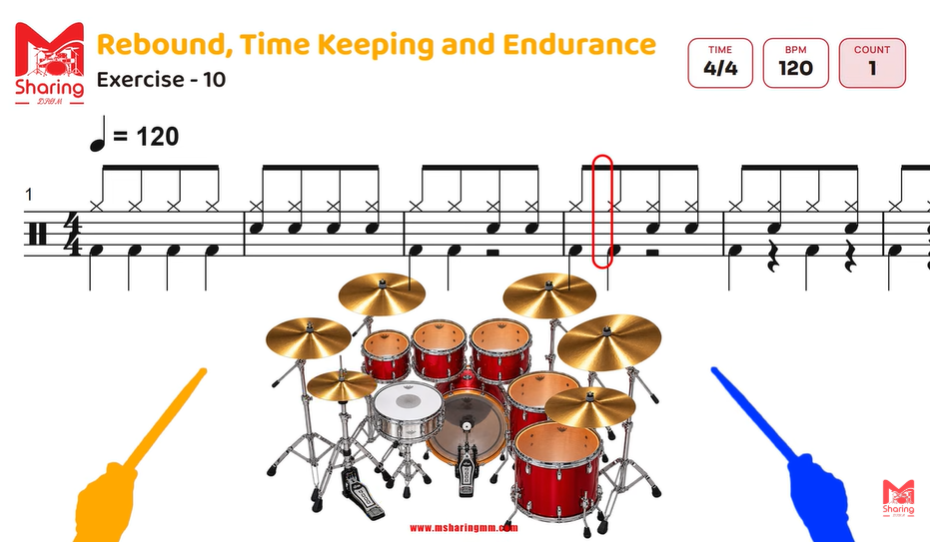 Rebound, Time Keeping and Endurance
Exercise - 10
M
Sharing
DRUM
TIME
4/4
BPM
120
COUNT
1
= 120
1
4
4
www.msharingmm.com
M
Sharing